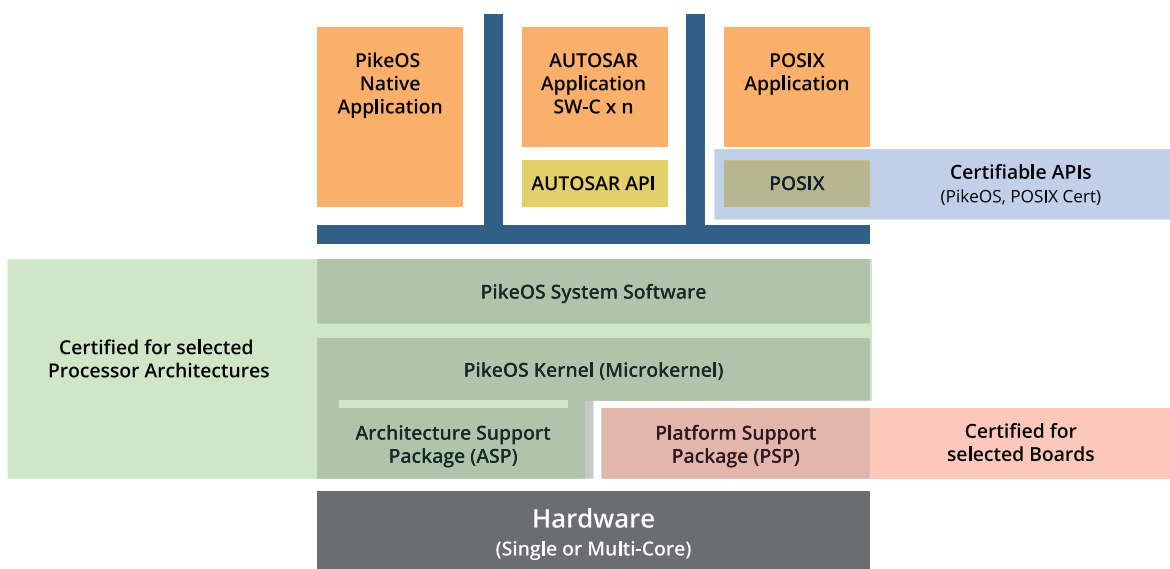 PikeOS
Native
Application
AUTOSAR
Application
SW-C x n
POSIX
Application
AUTOSAR API
POSIX
Certifiable APIs
(PikeOS, POSIX Cert)
PikeOS System Software
Certified for selected
Processor Architectures
PikeOS Kernel (Microkernel)
Architecture Support
Package (ASP)
Platform Support
Package (PSP)
Certified for
selected Boards
Hardware
(Single or Multi-Core)